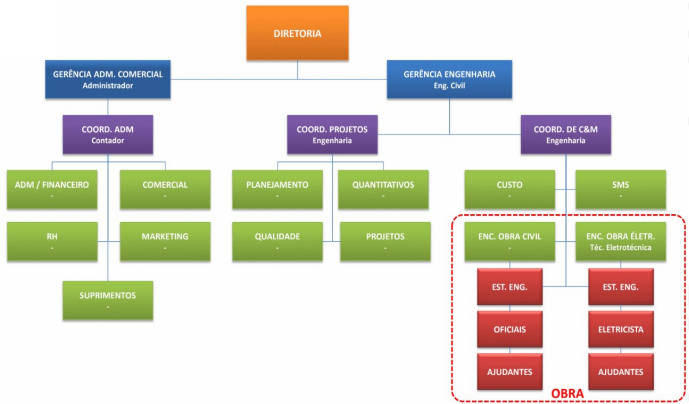 DIRETORIA
GERÊNCIA ADM. COMERCIAL
Administrador
GERÊNCIA ENGENHARIA
Eng. Civil
COORD. ADM
Contador
COORD. PROJETOS
Engenharia
COORD. DE C&M
Engenharia
ADM / FINANCEIRO
-
COMERCIAL
-
PLANEJAMENTO
-
QUANTITATIVOS
-
CUSTO
-
SMS
-
RH
-
MARKETING
-
QUALIDADE
-
PROJETOS
-
ENC. OBRA CIVIL
-
ENC. OBRA ÉLETR.
Téc. Eletrotécnica
SUPRIMENTOS
-
EST. ENG.
EST. ENG.
OFICIAIS
ELETRICISTA
AJUDANTES
AJUDANTES
OBRA